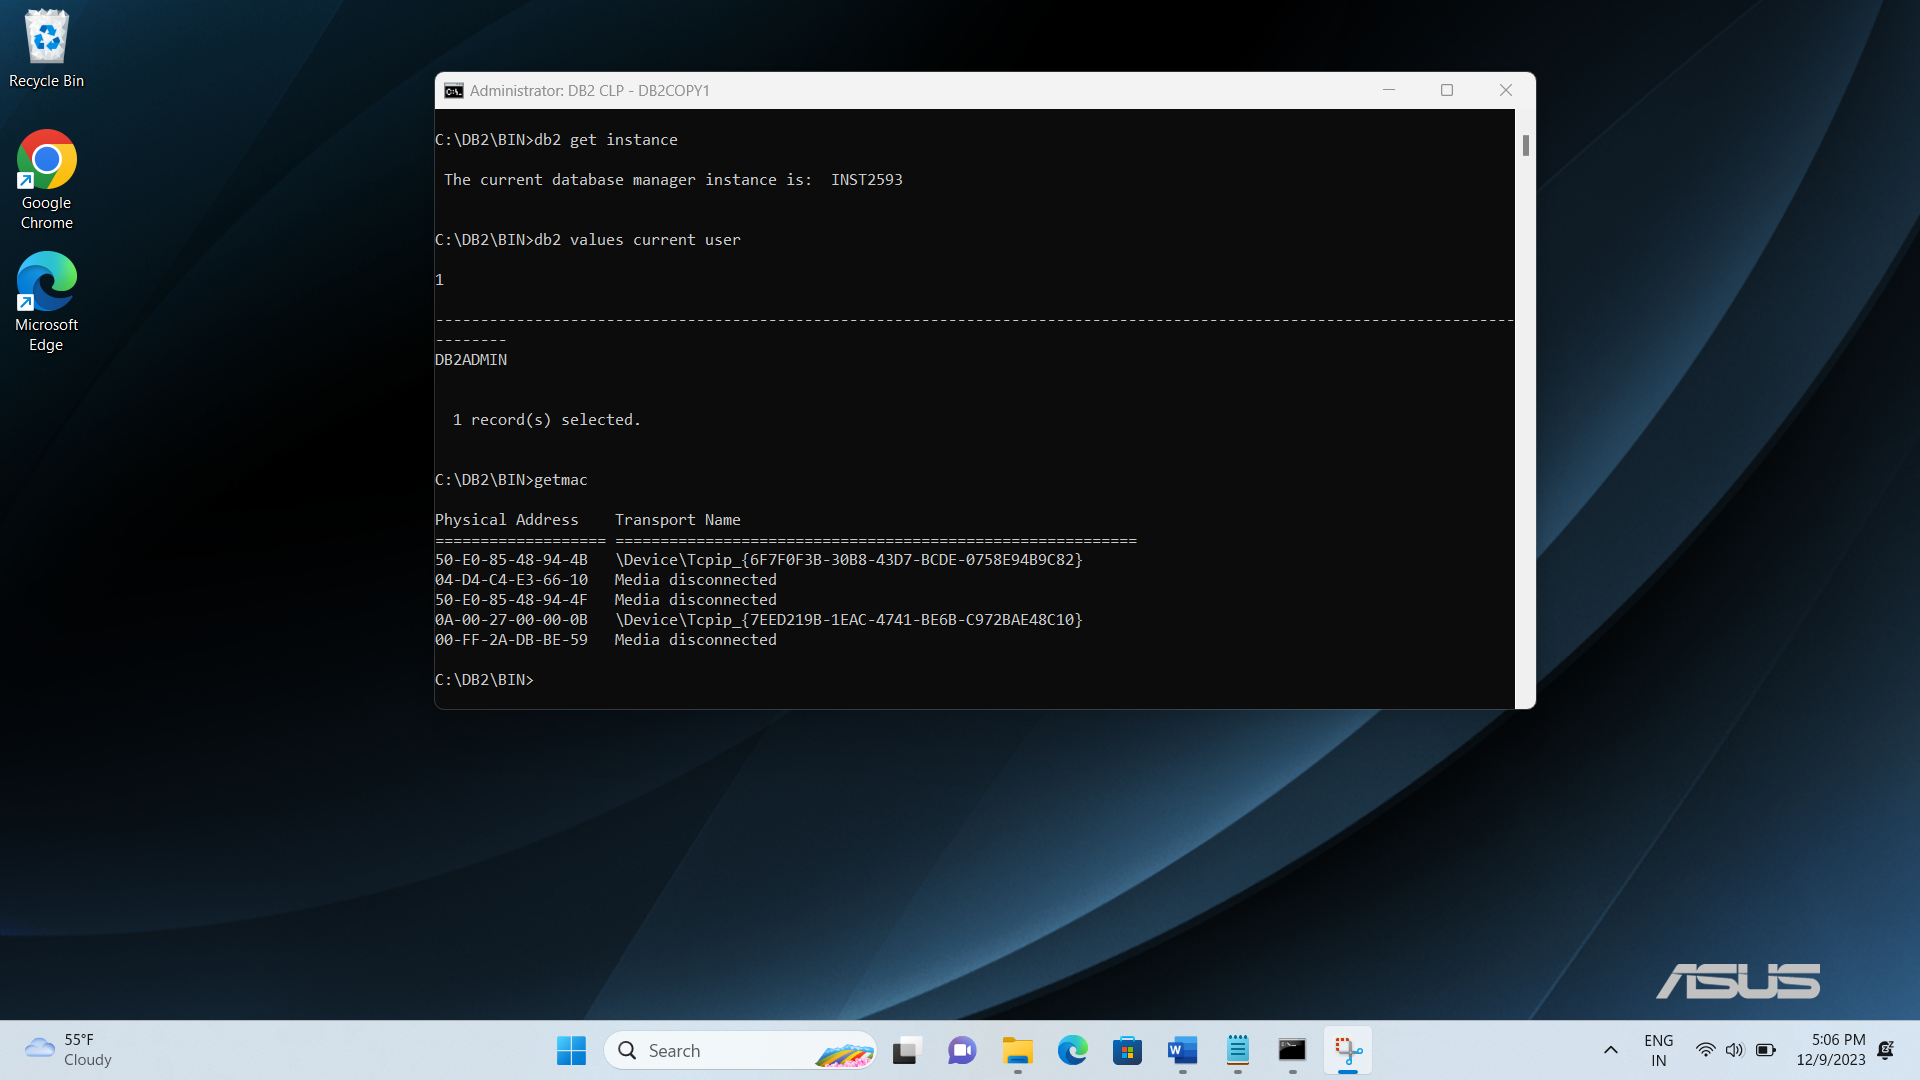 Recycle Bin
Google
Chrome
Microsoft
Edge
Administrator: DB2 CLP - DB2COPY1
C:\DB2\BIN>db2 get instance
The current database manager instance is:  INST2593
C:\DB2\BIN>db2 values current user
1
------------------------------------------------------------------------------------------------------------------------
--------
DB2ADMIN
1 record(s) selected.
C:\DB2\BIN>getmac
Physical Address    Transport Name
=================== ==========================================================
50-E0-85-48-94-4B   \Device\Tcpip_{6F7F0F3B-30B8-43D7-BCDE-0758E94B9C82}
04-D4-C4-E3-66-10   Media disconnected
50-E0-85-48-94-4F   Media disconnected
0A-00-27-00-00-0B   \Device\Tcpip_{7EED219B-1EAC-4741-BE6B-C972BAE48C10}
00-FF-2A-DB-BE-59   Media disconnected
C:\DB2\BIN>
ASUS
55°F
Cloudy
Search
ENG
IN
5:06 PM
12/9/2023